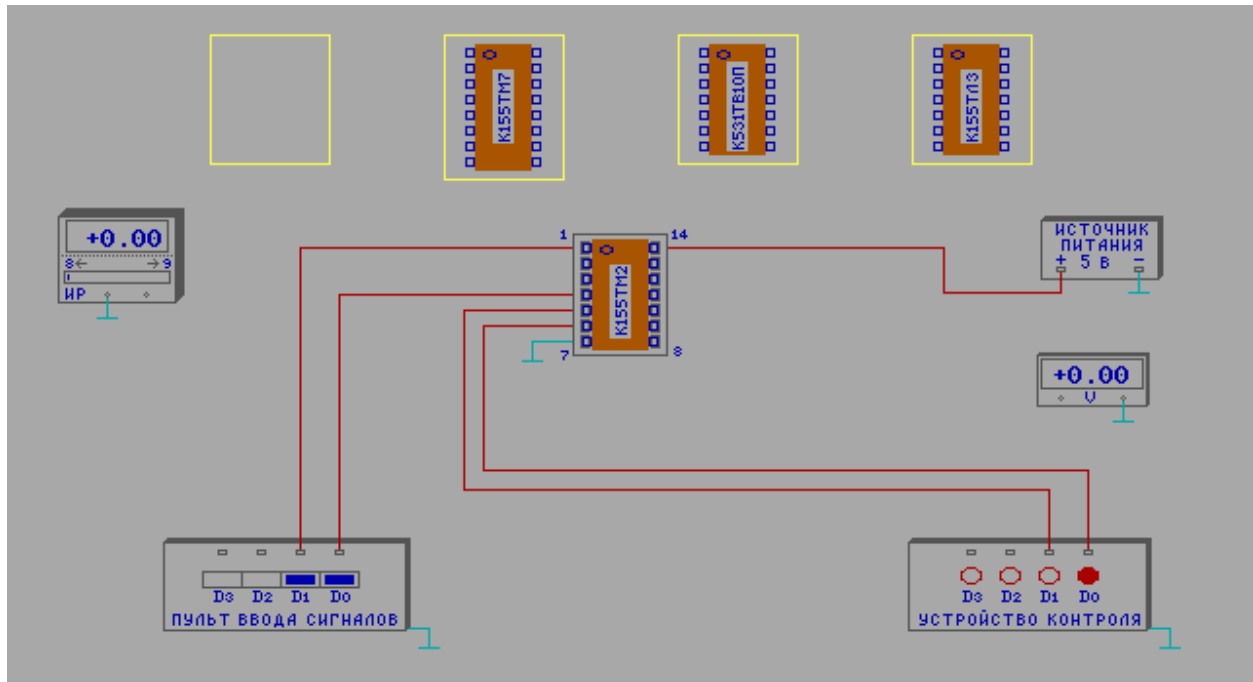 К155ТМ7
К531ТВ10П
К155ТЛ3
+0.00
8← →9
ИР
1
14
К155ТМ2
7
8
ИСТОЧНИК
ПИТАНИЯ
+ 5 В -
+0.00
V
D3 D2 D1 D0
ПУЛЬТ ВВОДА СИГНАЛОВ
D3 D2 D1 D0
УСТРОЙСТВО КОНТРОЛЯ